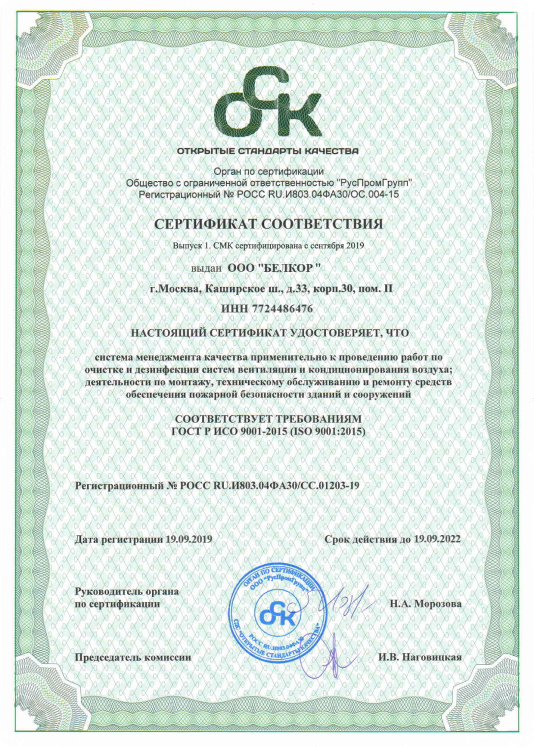 ОСК
ОТКРЫТЫЕ СТАНДАРТЫ КАЧЕСТВА
Орган по сертификации
Общество с ограниченной ответственностью "РусПромГрупп"
Регистрационный № РОСС RU.И803.04ФА30/ОС.004-15
СЕРТИФИКАТ СООТВЕТСТВИЯ
Выпуск 1. СМК сертифицирована с сентября 2019
выдан ООО "БЕЛКОР"
г.Москва, Каширское ш., д.33, корп.30, пом. П
ИНН 7724486476
НАСТОЯЩИЙ СЕРТИФИКАТ УДОСТОВЕРЯЕТ, ЧТО
система менеджмента качества применительно к проведению работ по
очистке и дезинфекции систем вентиляции и кондиционирования воздуха;
деятельности по монтажу, техническому обслуживанию и ремонту средств
обеспечения пожарной безопасности зданий и сооружений
СООТВЕТСТВУЕТ ТРЕБОВАНИЯМ
ГОСТ Р ИСО 9001-2015 (ISO 9001:2015)
Регистрационный № РОСС RU.И803.04ФА30/СС.01203-19
Дата регистрации 19.09.2019
Срок действия до 19.09.2022
ОРГАН ПО СЕРТИФИКАЦИИ
ООО "РусПромГрупп"
ОСК
РОСС RU.И803.04ФА30
СДС "ОТКРЫТЫЕ СТАНДАРТЫ КАЧЕСТВА"
Руководитель органа
по сертификации
Н.А. Морозова
Председатель комиссии
И.В. Наговицкая